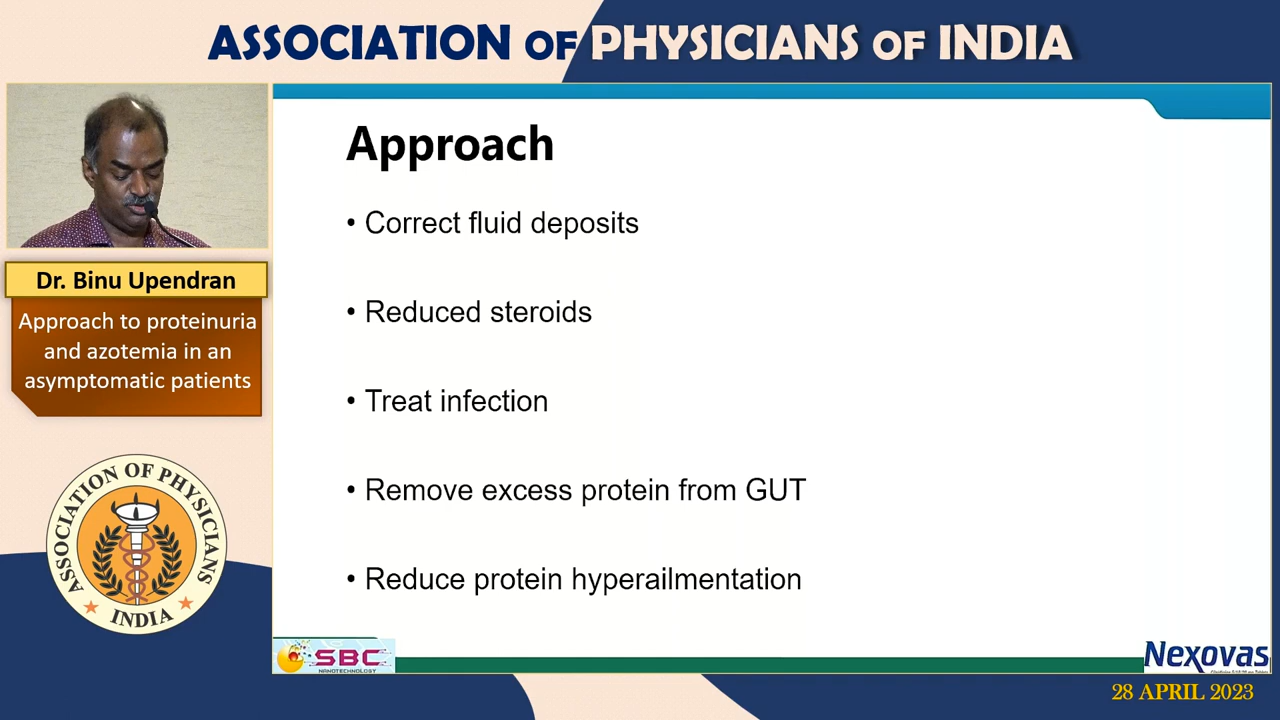 ASSOCIATION OF PHYSICIANS OF INDIA
Approach
• Correct fluid deposits
• Reduced steroids
• Treat infection
• Remove excess protein from GUT
• Reduce protein hyperailmentation
Dr. Binu Upendran
Approach to proteinuria
and azotemia in an
asymptomatic patients
ASSOCIATION OF PHYSICIANS
INDIA
SBC
NANOTECHNOLOGY
Nexovas
28 APRIL 2023